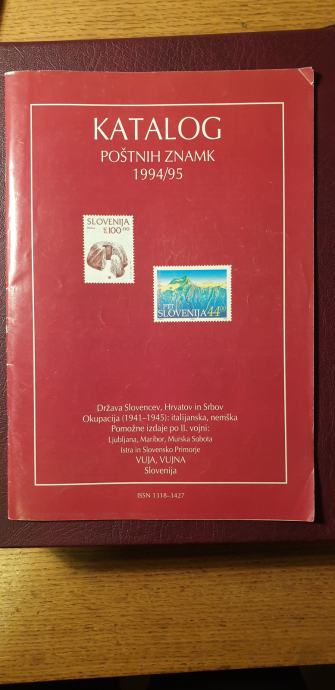 KATALOG
POŠTNIH ZNAMK
1994/95
SLOVENIJA
100
PTT
SLOVENIJA 44
Država Slovencev, Hrvatov in Srbov
Okupacija (1941–1945): italijanska, nemška
Pomožne izdaje po II. vojni:
Ljubljana, Maribor, Murska Sobota
Istra in Slovensko Primorje
VUJA, VUJNA
Slovenija
ISSN 1318–3427